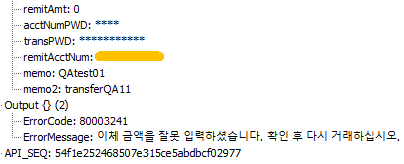 remitAmt: 0
acctNumPWD: ****
transPWD: ***********
remitAcctNum:
memo: QAtest01
memo2: transferQA11
Output {} (2)
ErrorCode: 80003241
ErrorMessage: 이체 금액을 잘못 입력하셨습니다. 확인 후 다시 거래하십시오.
API_SEQ: 54f1e252468507e315ce5abdbcf02977